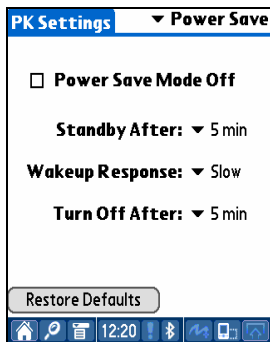 PK Settings ▼ Power Save
Power Save Mode Off
Standby After: ▼ 5 min
Wakeup Response: ▼ Slow
Turn Off After: ▼ 5 min
Restore Defaults
12:20